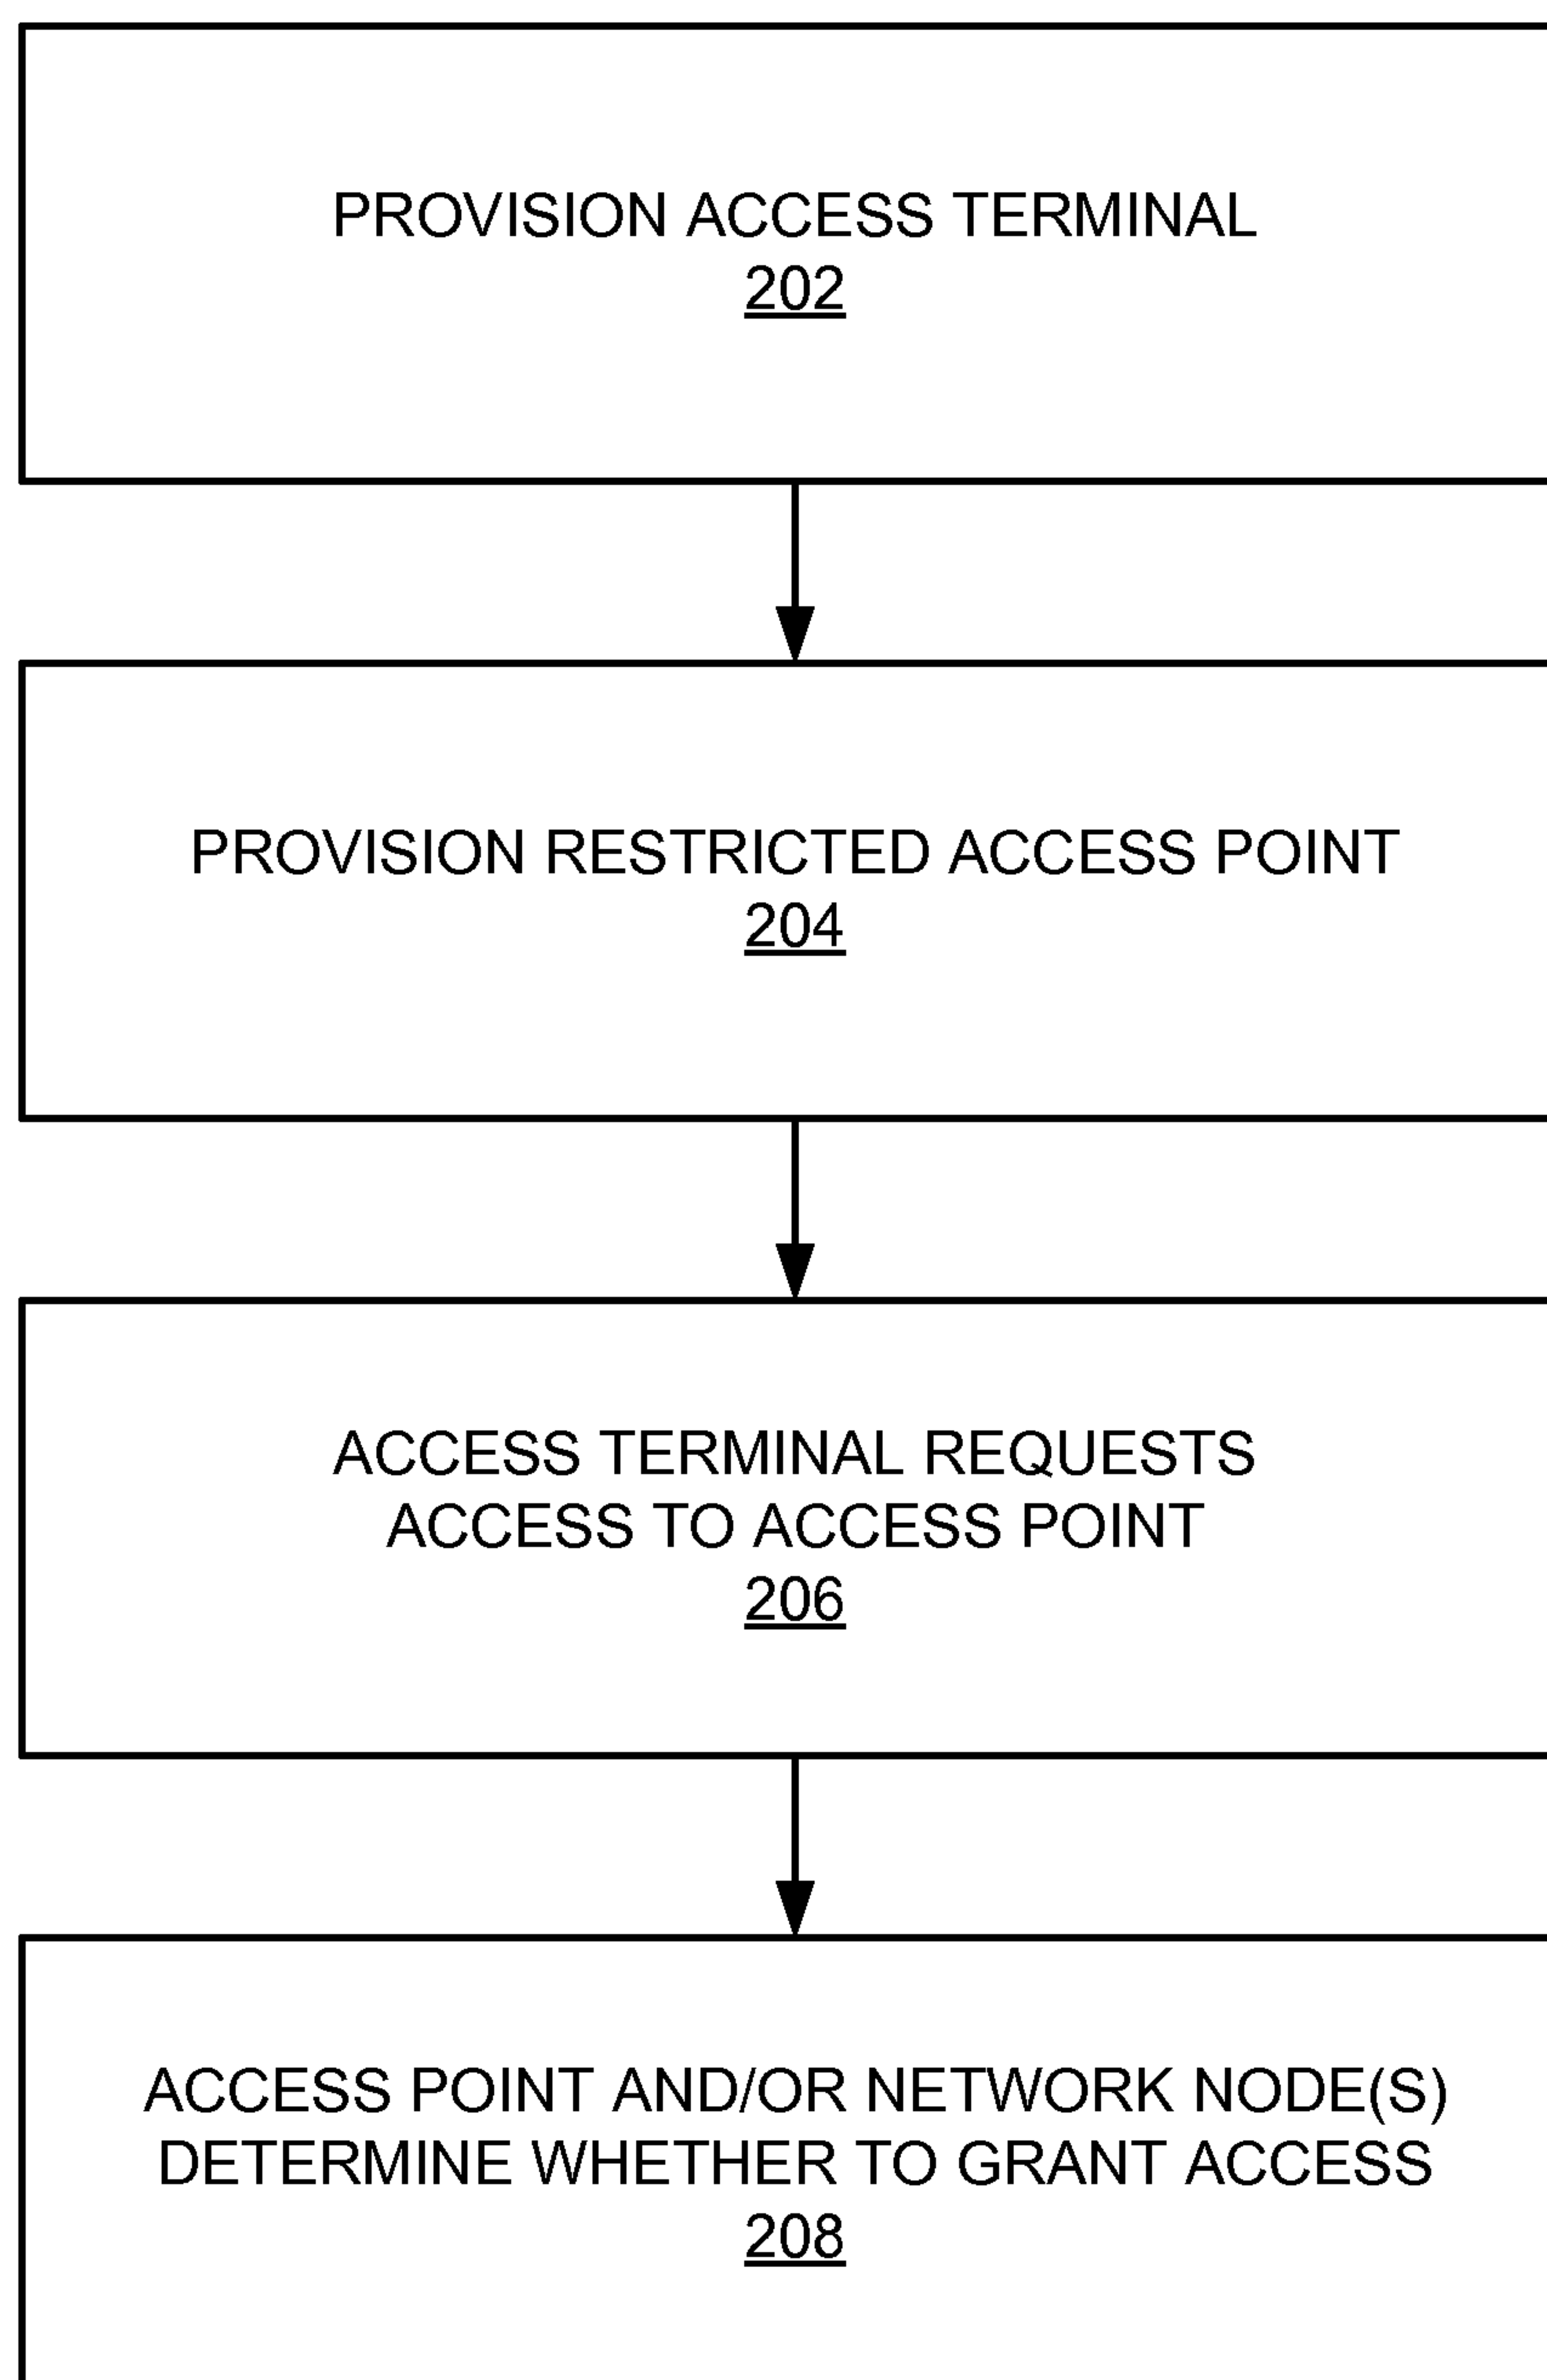 PROVISION ACCESS TERMINAL
202
PROVISION RESTRICTED ACCESS POINT
204
ACCESS TERMINAL REQUESTS
ACCESS TO ACCESS POINT
206
ACCESS POINT AND/OR NETWORK NODE(S)
DETERMINE WHETHER TO GRANT ACCESS
208